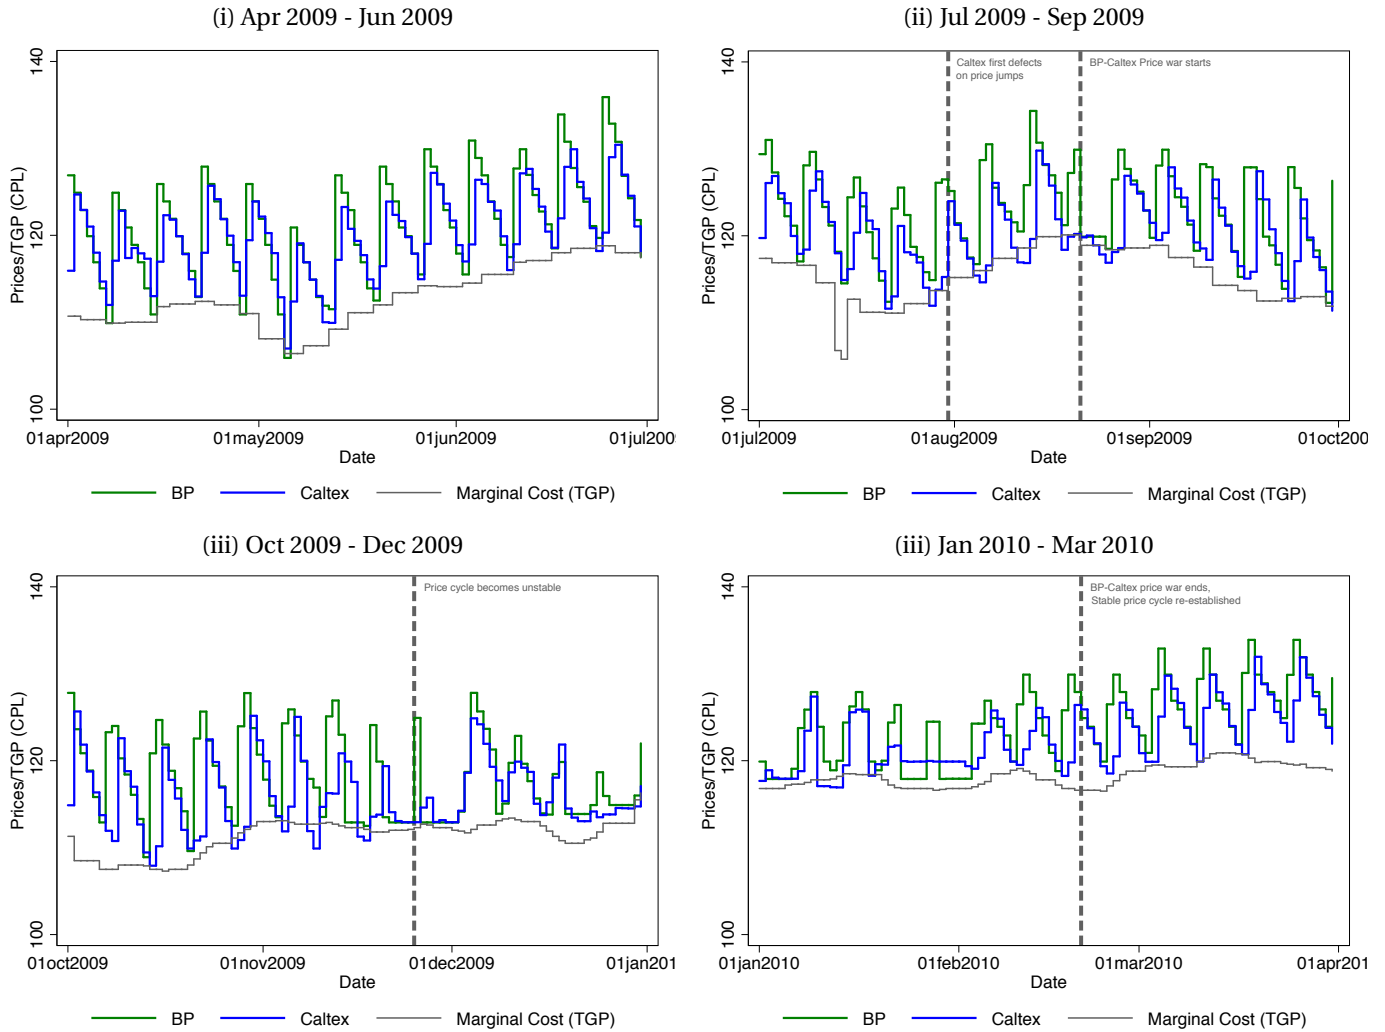 (i) Apr 2009 - Jun 2009
Prices/TGP (CPL)
140
120
100
01apr2009 01may2009 01jun2009 01jul200
Date
BP Caltex Marginal Cost (TGP)
(ii) Jul 2009 - Sep 2009
Prices/TGP (CPL)
140
120
100
Caltex first defects
on price jumps
BP-Caltex Price war starts
01jul2009 01aug2009 01sep2009 01oct200
Date
BP Caltex Marginal Cost (TGP)
(iii) Oct 2009 - Dec 2009
Prices/TGP (CPL)
140
120
100
Price cycle becomes unstable
01oct2009 01nov2009 01dec2009 01jan201
Date
BP Caltex Marginal Cost (TGP)
(iii) Jan 2010 - Mar 2010
Prices/TGP (CPL)
140
120
100
BP-Caltex price war ends,
Stable price cycle re-established
01jan2010 01feb2010 01mar2010 01apr201
Date
BP Caltex Marginal Cost (TGP)